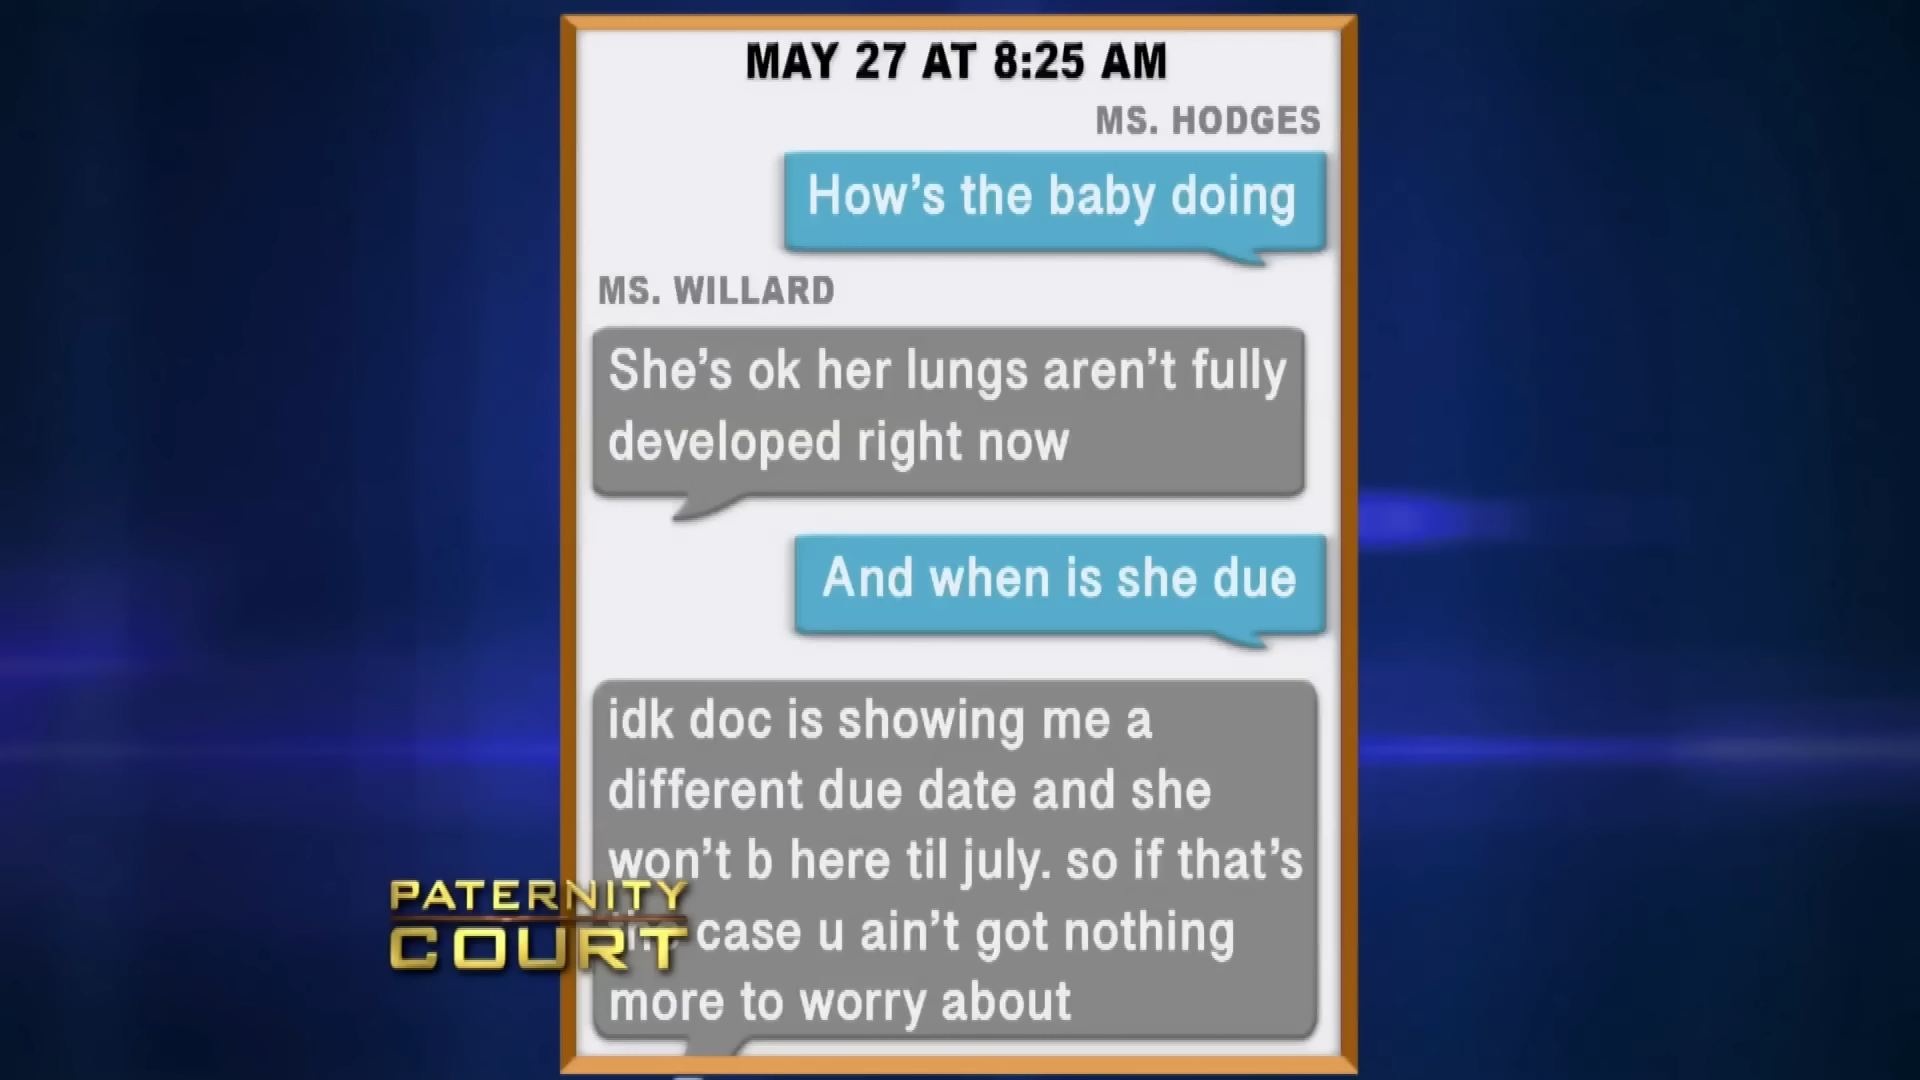 MAY 27 AT 8:25 AM
MS. HODGES
How's the baby doing
MS. WILLARD
She's ok her lungs aren't fully
developed right now
And when is she due
idk doc is showing me a
different due date and she
won't b here til july. so if that's
case u ain't got nothing
more to worry about
PATERNITY
COURT